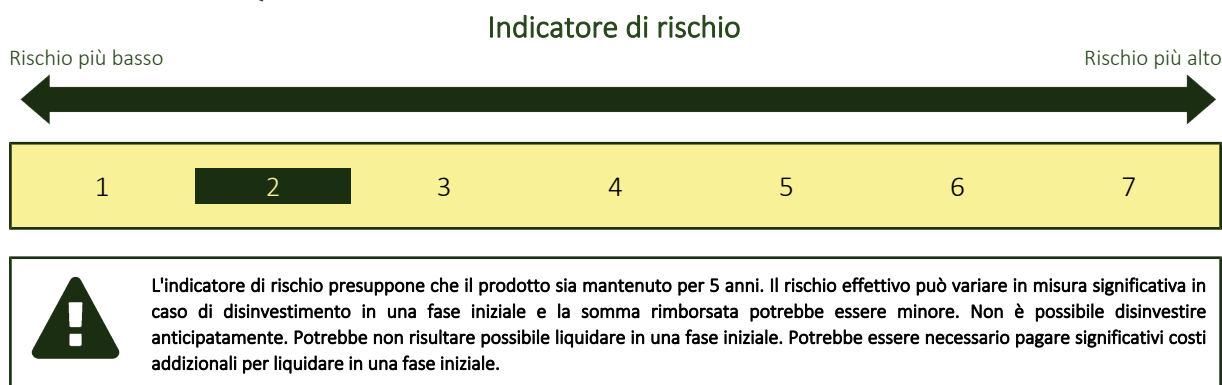 Indicatore di rischio
Rischio più basso
Rischio più alto
1 2 3 4 5 6 7
L'indicatore di rischio presuppone che il prodotto sia mantenuto per 5 anni. Il rischio effettivo può variare in misura significativa in
caso di disinvestimento in una fase iniziale e la somma rimborsata potrebbe essere minore. Non è possibile disinvestire
anticipatamente. Potrebbe non risultare possibile liquidare in una fase iniziale. Potrebbe essere necessario pagare significativi costi
addizionali per liquidare in una fase iniziale.